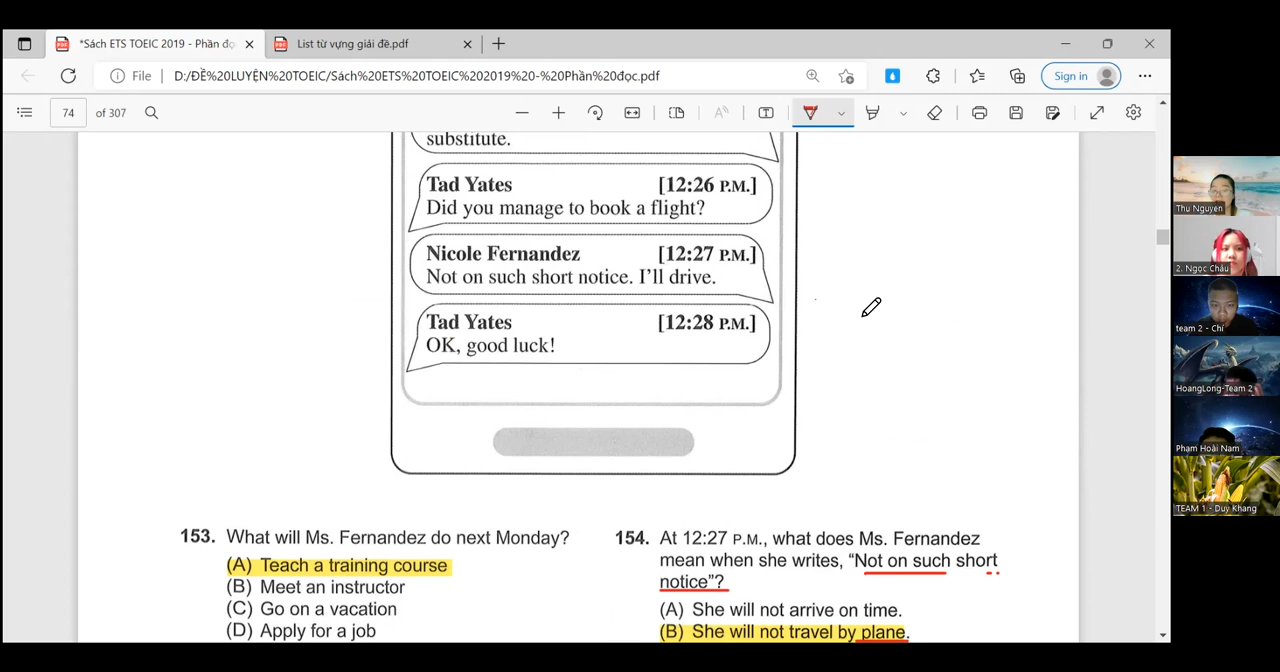 *Sách ETS TOEIC 2019 - Phần đọ
List từ vựng giải đề.pdf
File
D:/ĐỀ%20LUYỆN%20TOEIC/Sách%20ETS%20TOEIC%202019%20-%20Phần%20đọc.pdf
Sign in
74 of 307
substitute.
Tad Yates [12:26 P.M.]
Did you manage to book a flight?
Nicole Fernandez [12:27 P.M.]
Not on such short notice. I'll drive.
Tad Yates [12:28 P.M.]
OK, good luck!
153. What will Ms. Fernandez do next Monday?
(A) Teach a training course
(B) Meet an instructor
(C) Go on a vacation
(D) Apply for a job
154. At 12:27 P.M., what does Ms. Fernandez
mean when she writes, "Not on such short
notice"?
(A) She will not arrive on time.
(B) She will not travel by plane.
Thu Nguyen
2. Ngọc Châu
team 2 - Chí
HoangLong-Team 2
Phạm Hoài Nam
TEAM 1 - Duy Khang